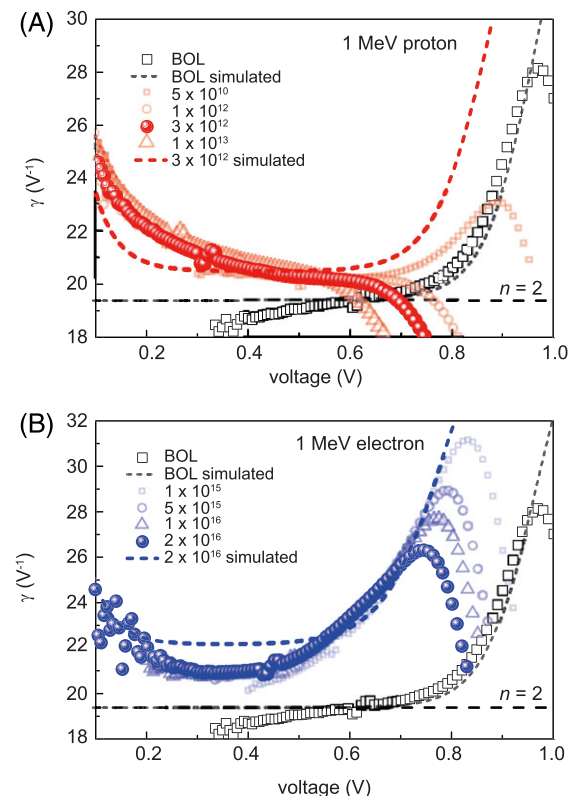 (A)
1 MeV proton
BOL
BOL simulated
5 x 10¹⁰
1 x 10¹²
3 x 10¹²
1 x 10¹³
3 x 10¹² simulated
n = 2
30
28
26
24
22
20
18
γ (V⁻¹)
0.2 0.4 0.6 0.8 1.0
voltage (V)
(B)
1 MeV electron
BOL
BOL simulated
1 x 10¹⁵
5 x 10¹⁵
1 x 10¹⁶
2 x 10¹⁶
2 x 10¹⁶ simulated
n = 2
32
30
28
26
24
22
20
18
γ (V⁻¹)
0.2 0.4 0.6 0.8 1.0
voltage (V)